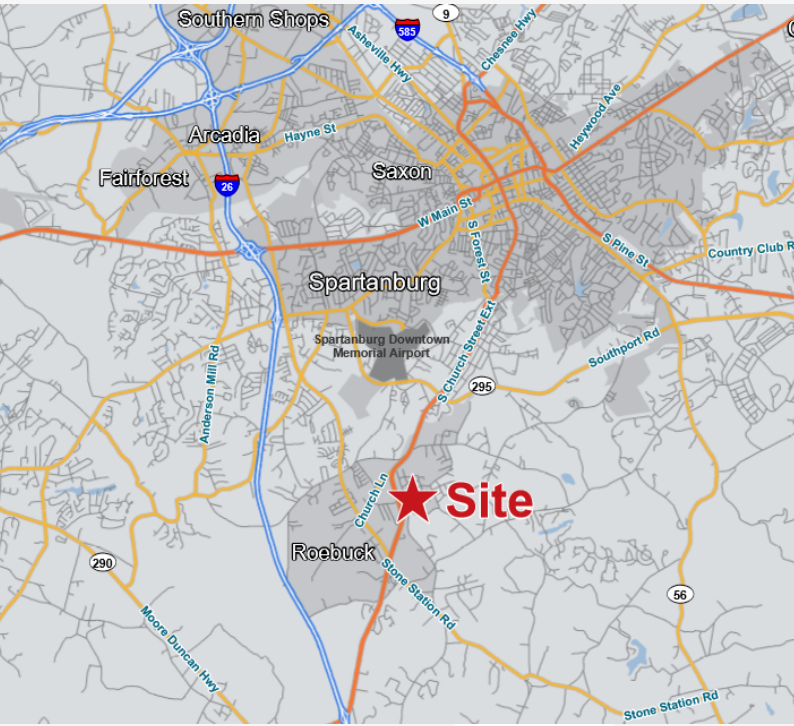 Southern Shops
9
585
Chesnee Hwy
Asheville Hwy
Heywood Ave
Arcadia
Hayne St
Saxon
Fairforest
26
W Main St
S Forest St
S Pine St
Country Club R
Spartanburg
S Church Street Ext
Spartanburg Downtown
Memorial Airport
Southport Rd
Anderson Mill Rd
295
Church Ln
Site
Roebuck
290
Stone Station Rd
56
Moore Duncan Hwy
Stone Station Rd